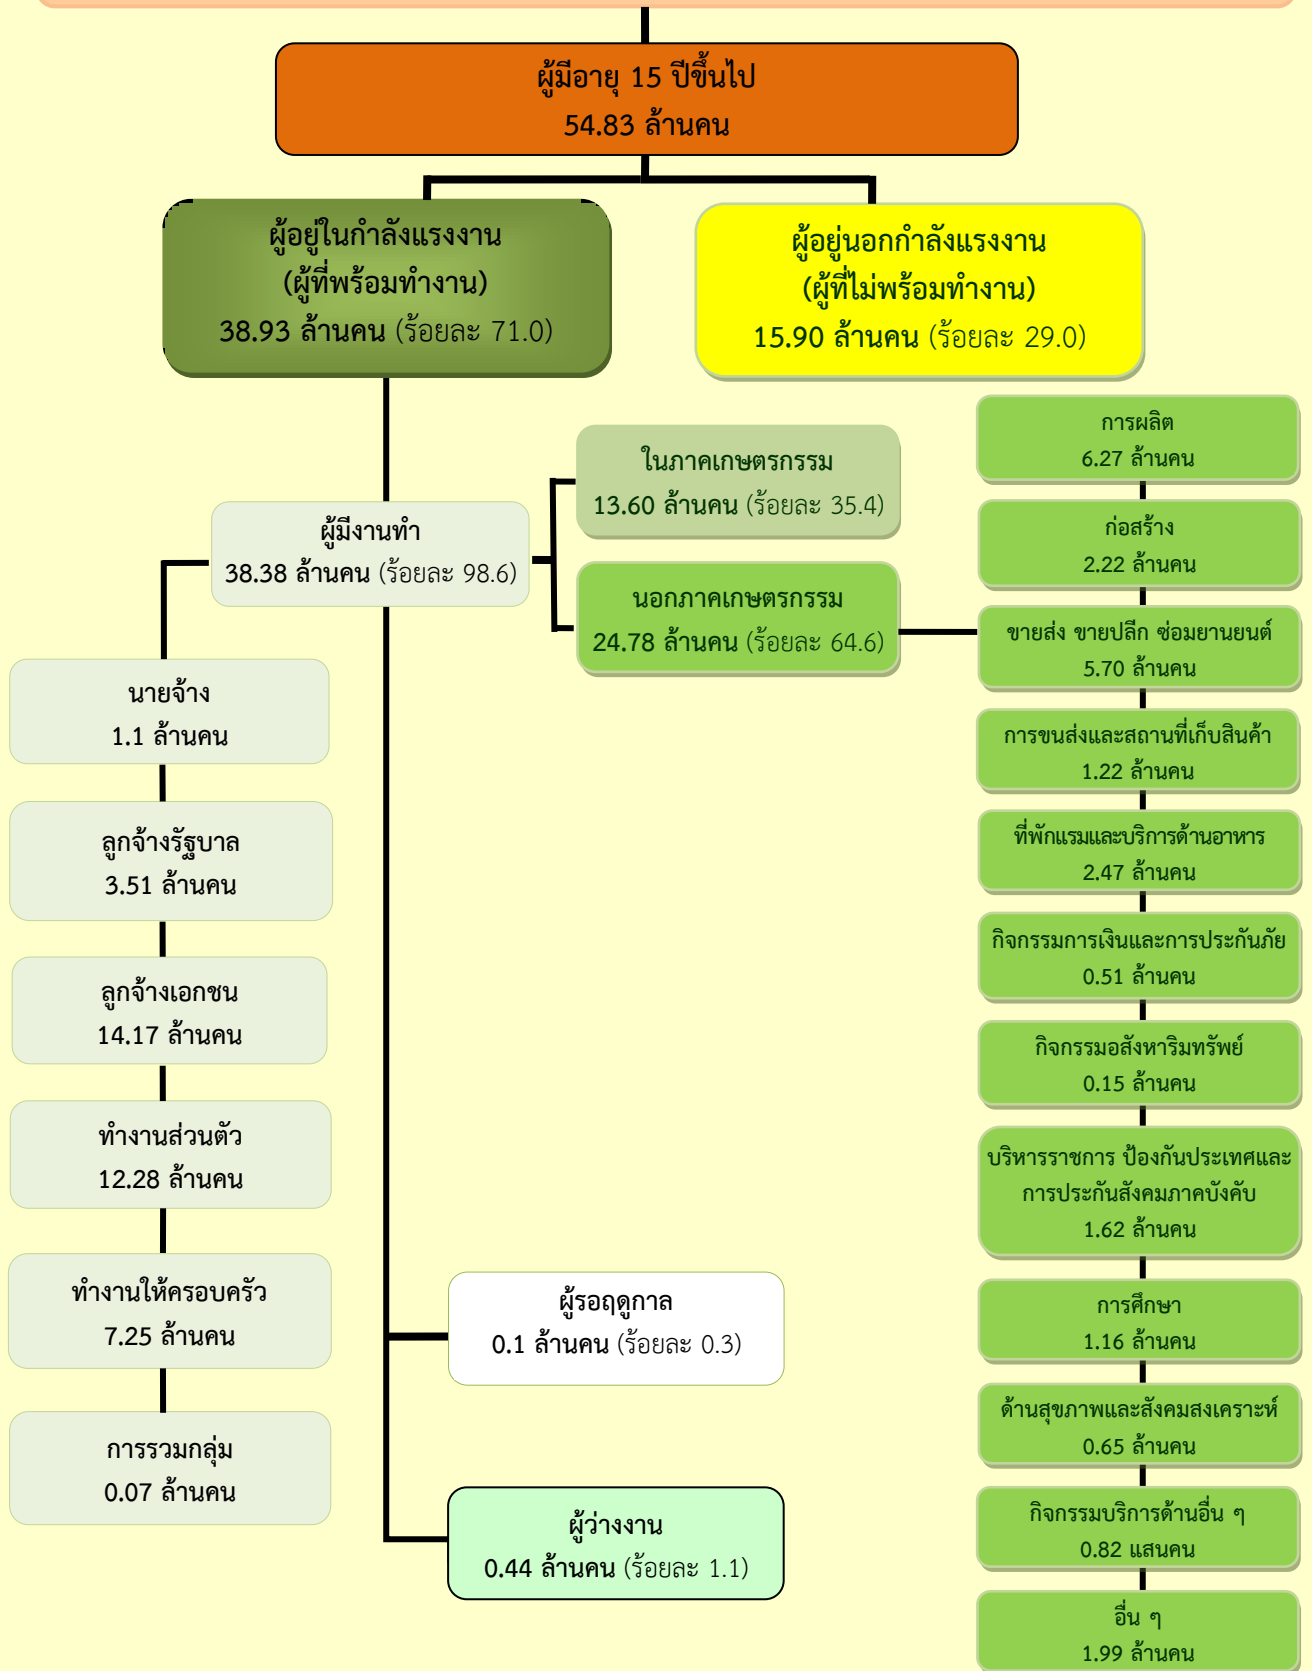 ผู้มีอายุ 15 ปีขึ้นไป
54.83 ล้านคน
ผู้อยู่ในกำลังแรงงาน
(ผู้ที่พร้อมทำงาน)
38.93 ล้านคน (ร้อยละ 71.0)
ผู้อยู่นอกกำลังแรงงาน
(ผู้ที่ไม่พร้อมทำงาน)
15.90 ล้านคน (ร้อยละ 29.0)
ผู้มีงานทำ
38.38 ล้านคน (ร้อยละ 98.6)
ในภาคเกษตรกรรม
13.60 ล้านคน (ร้อยละ 35.4)
นอกภาคเกษตรกรรม
24.78 ล้านคน (ร้อยละ 64.6)
นายจ้าง
1.1 ล้านคน
ลูกจ้างรัฐบาล
3.51 ล้านคน
ลูกจ้างเอกชน
14.17 ล้านคน
ทำงานส่วนตัว
12.28 ล้านคน
ทำงานให้ครอบครัว
7.25 ล้านคน
การรวมกลุ่ม
0.07 ล้านคน
ผู้รอฤดูกาล
0.1 ล้านคน (ร้อยละ 0.3)
ผู้ว่างงาน
0.44 ล้านคน (ร้อยละ 1.1)
การผลิต
6.27 ล้านคน
ก่อสร้าง
2.22 ล้านคน
ขายส่ง ขายปลีก ซ่อมยานยนต์
5.70 ล้านคน
การขนส่งและสถานที่เก็บสินค้า
1.22 ล้านคน
ที่พักแรมและบริการด้านอาหาร
2.47 ล้านคน
กิจกรรมการเงินและการประกันภัย
0.51 ล้านคน
กิจกรรมอสังหาริมทรัพย์
0.15 ล้านคน
บริหารราชการ ป้องกันประเทศและ
การประกันสังคมภาคบังคับ
1.62 ล้านคน
การศึกษา
1.16 ล้านคน
ด้านสุขภาพและสังคมสงเคราะห์
0.65 ล้านคน
กิจกรรมบริการด้านอื่น ๆ
0.82 แสนคน
อื่น ๆ
1.99 ล้านคน